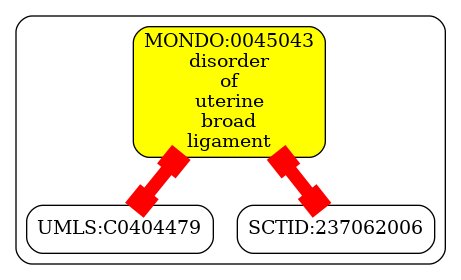 MONDO:0045043
disorder
of
uterine
broad
ligament
UMLS:C0404479
SCTID:237062006